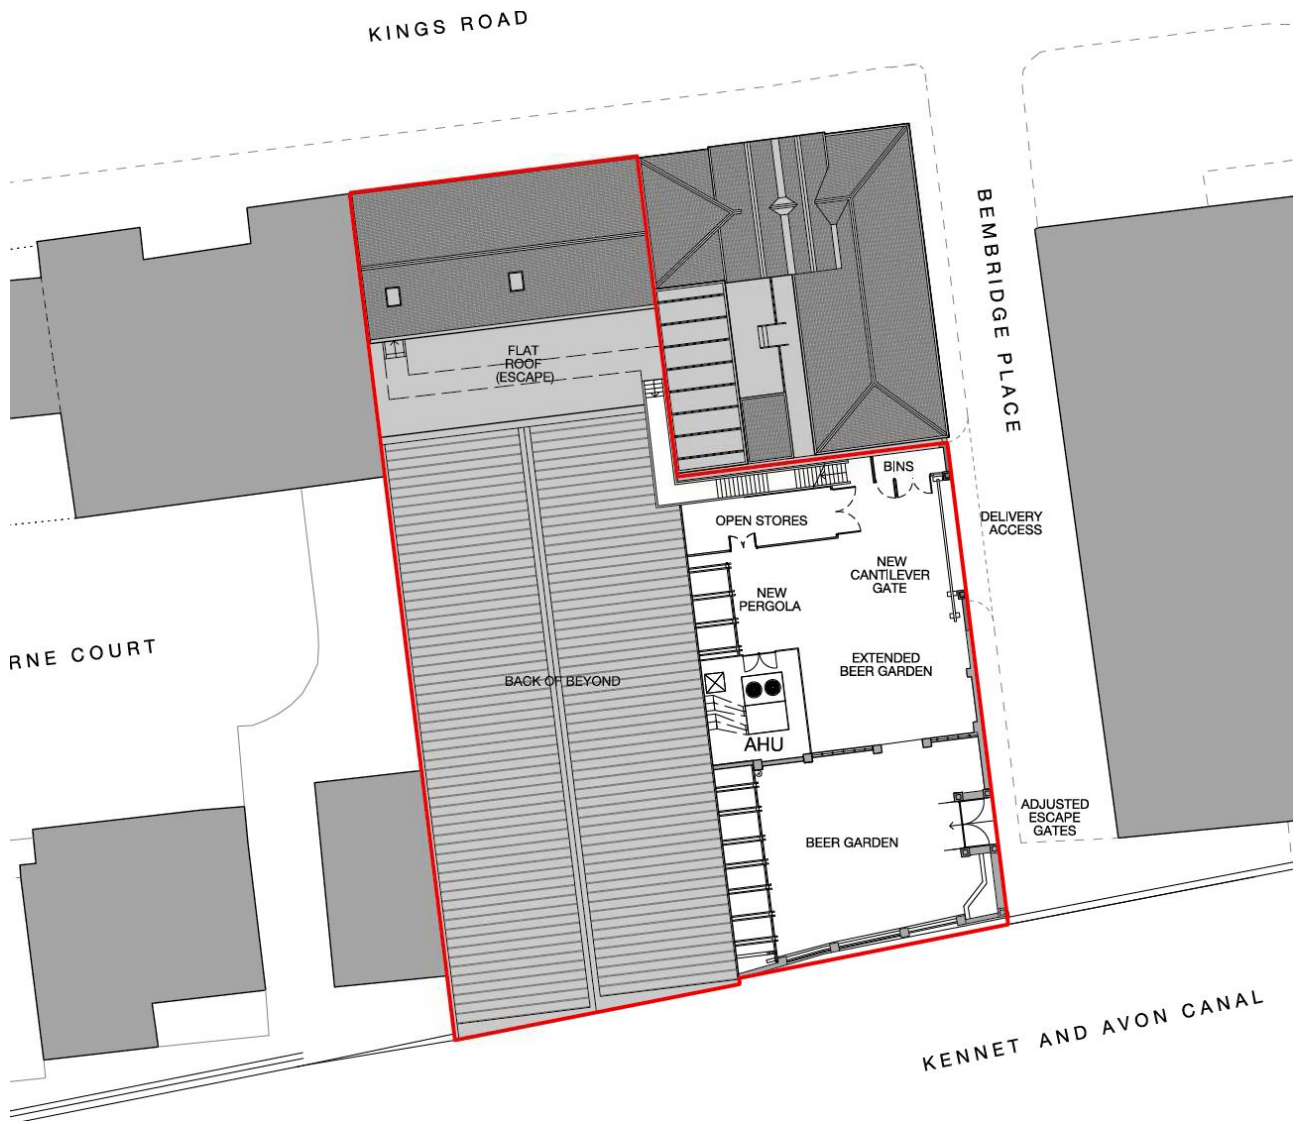 KINGS ROAD
BEMBRIDGE PLACE
FLAT
ROOF
(ESCAPE)
BINS
OPEN STORES
DELIVERY
ACCESS
NEW
CANTILEVER
GATE
NEW
PERGOLA
RNE COURT
EXTENDED
BEER GARDEN
BACK OF BEYOND
AHU
ADJUSTED
ESCAPE
GATES
BEER GARDEN
KENNET AND AVON CANAL